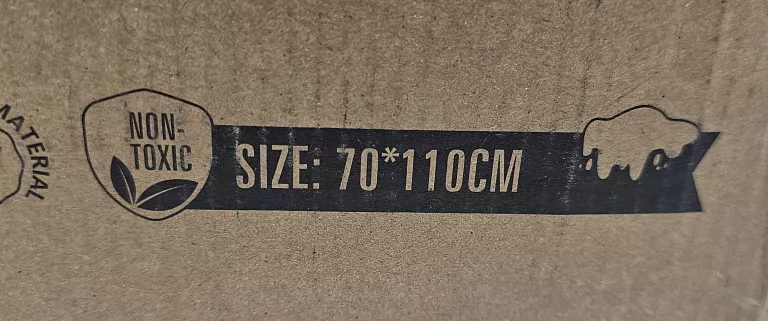 MATERIAL
NON-
TOXIC
SIZE: 70*110CM